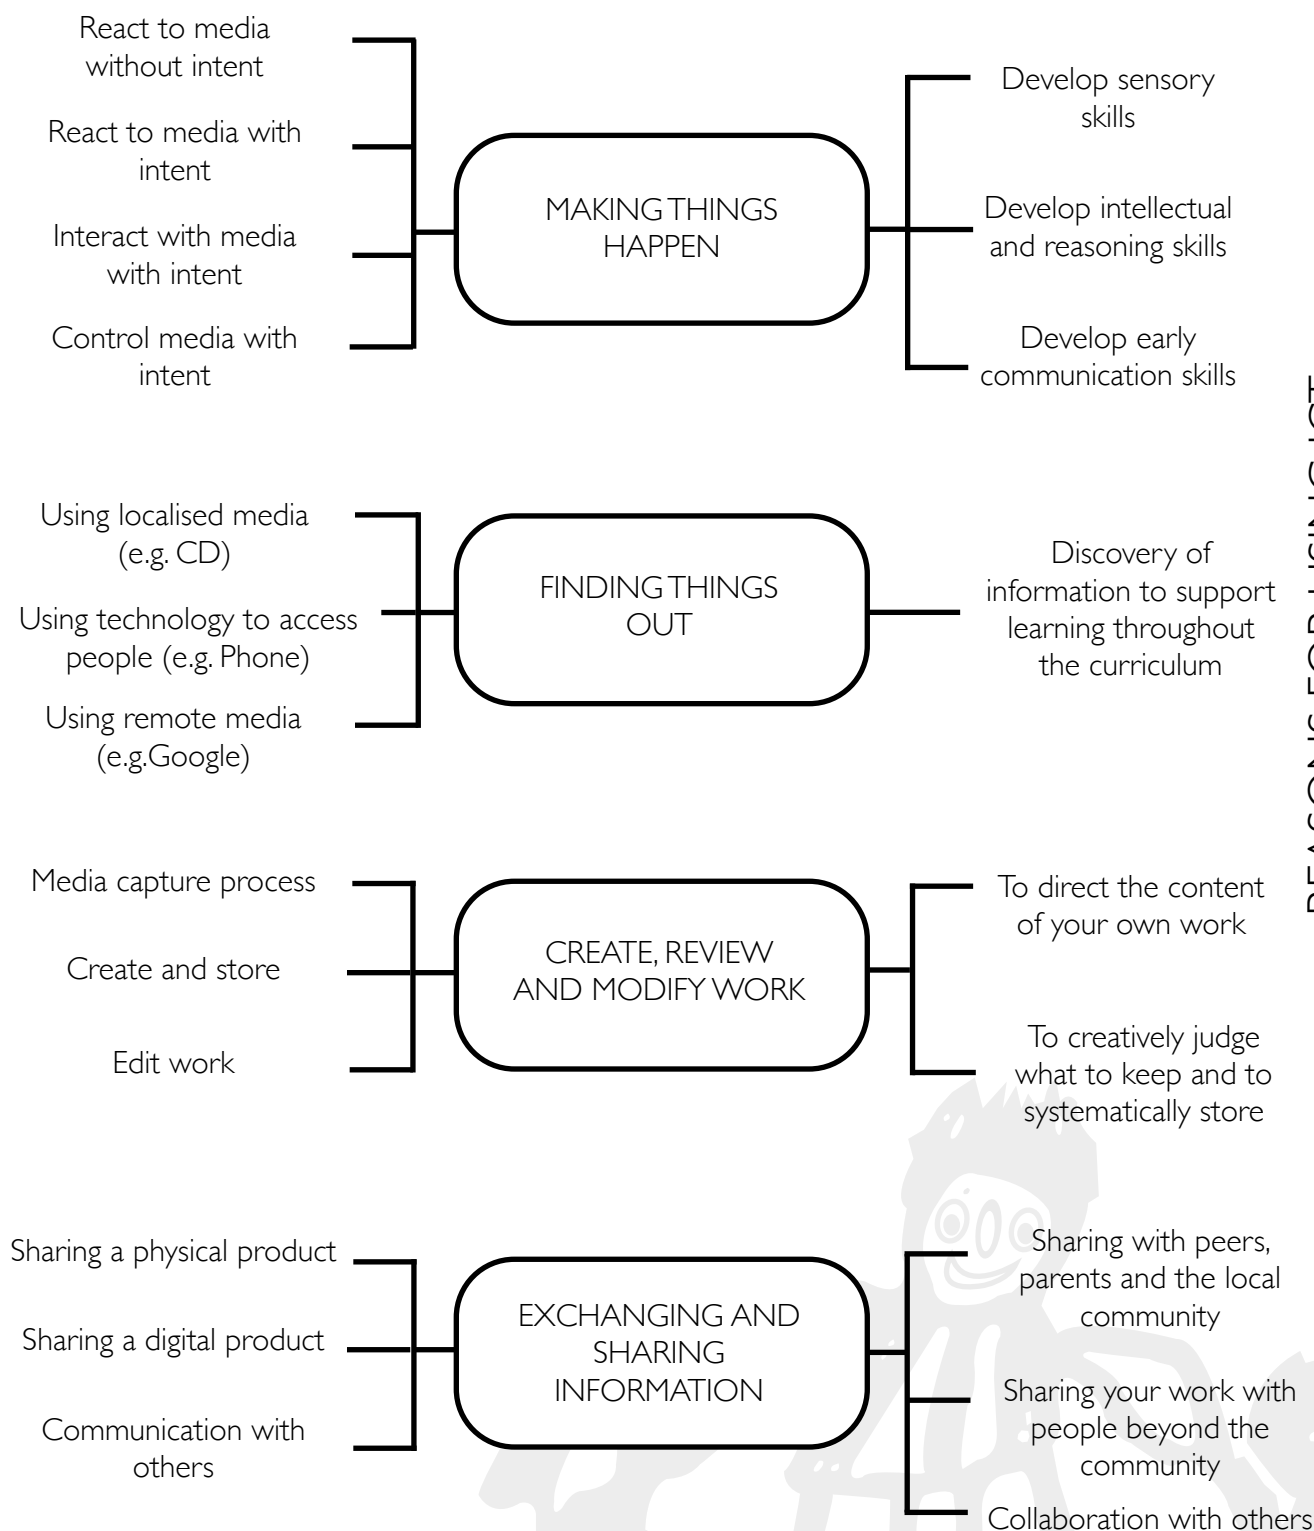 React to media
without intent
React to media with
intent
Interact with media
with intent
Control media with
intent
MAKING THINGS
HAPPEN
Develop sensory
skills
Develop intellectual
and reasoning skills
Develop early
communication skills
Using localised media
(e.g. CD)
Using technology to access
people (e.g. Phone)
Using remote media
(e.g.Google)
FINDING THINGS
OUT
Discovery of
information to support
learning throughout
the curriculum
Media capture process
Create and store
Edit work
CREATE, REVIEW
AND MODIFY WORK
To direct the content
of your own work
To creatively judge
what to keep and to
systematically store
Sharing a physical product
Sharing a digital product
Communication with
others
EXCHANGING AND
SHARING
INFORMATION
Sharing with peers,
parents and the local
community
Sharing your work with
people beyond the
community
Collaboration with others
REASONS FOR USING ICT